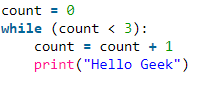 count = 0
while (count < 3):
    count = count + 1
    print("Hello Geek")